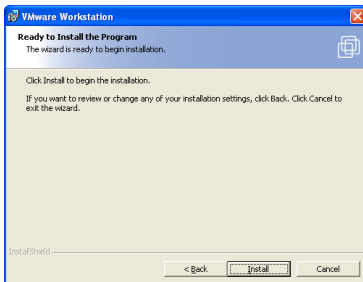 VMware Workstation
Ready to Install the Program
The wizard is ready to begin installation.
Click Install to begin the installation.
If you want to review or change any of your installation settings, click Back. Click Cancel to
exit the wizard.
InstallShield
< Back
Install
Cancel